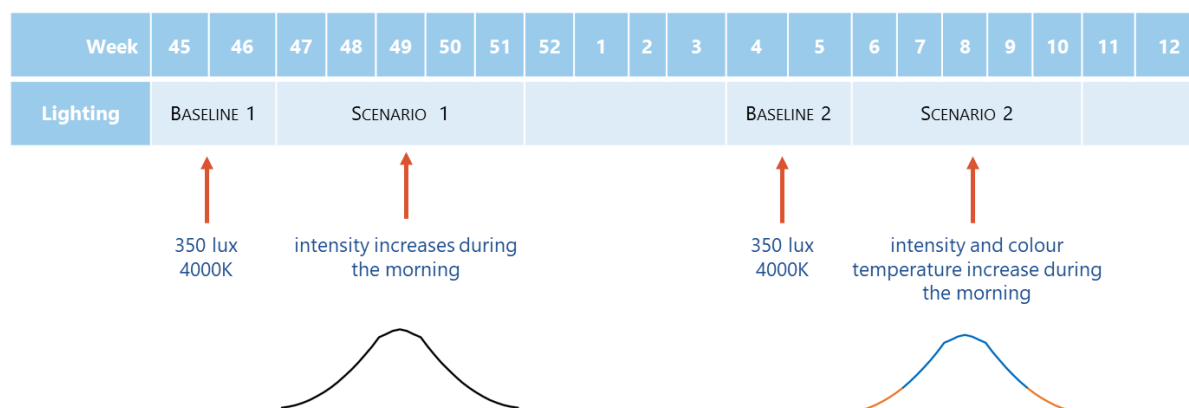 Week 45 46 47 48 49 50 51 52 1 2 3 4 5 6 7 8 9 10 11 12
Lighting BASELINE 1 SCENARIO 1 BASELINE 2 SCENARIO 2
350 lux
4000K
intensity increases during
the morning
350 lux
4000K
intensity and colour
temperature increase during
the morning